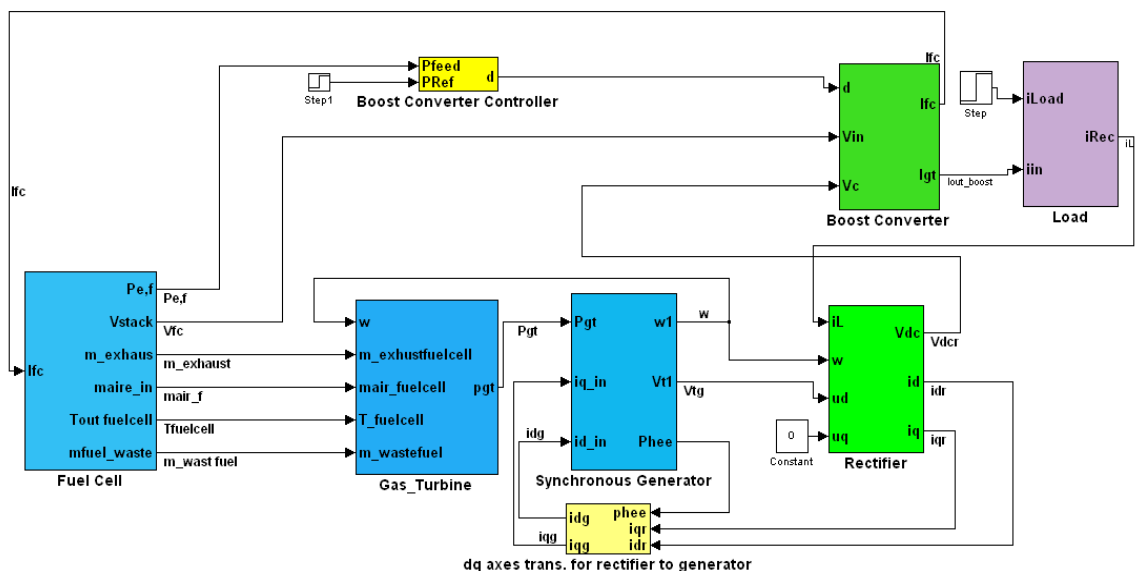 Ifc
Pfeed
PRef
d
Step1
Boost Converter Controller
d
Vin
Vc
Ifc
Igt
Boost Converter
Iout_boost
Step
iLoad
iin
iRec
iL
Load
Ifc
Ifc
Pe,f
Vstack
m_exhaus
maire_in
Tout fuelcell
mfuel_waste
Fuel Cell
Pe,f
Vfc
m_exhaust
mair_f
Tfuelcell
m_wast fuel
w
m_exhustfuelcell
mair_fuelcell
T_fuelcell
m_wastefuel
pgt
Gas_Turbine
Pgt
idg
iqg
Pgt
iq_in
id_in
w1
Vt1
Phee
Synchronous Generator
w
Vtg
0
Constant
iL
w
ud
uq
Vdc
id
iq
Rectifier
Vdcr
idr
iqr
idg
iqg
phee
iqr
idr
dq axes trans. for rectifier to generator